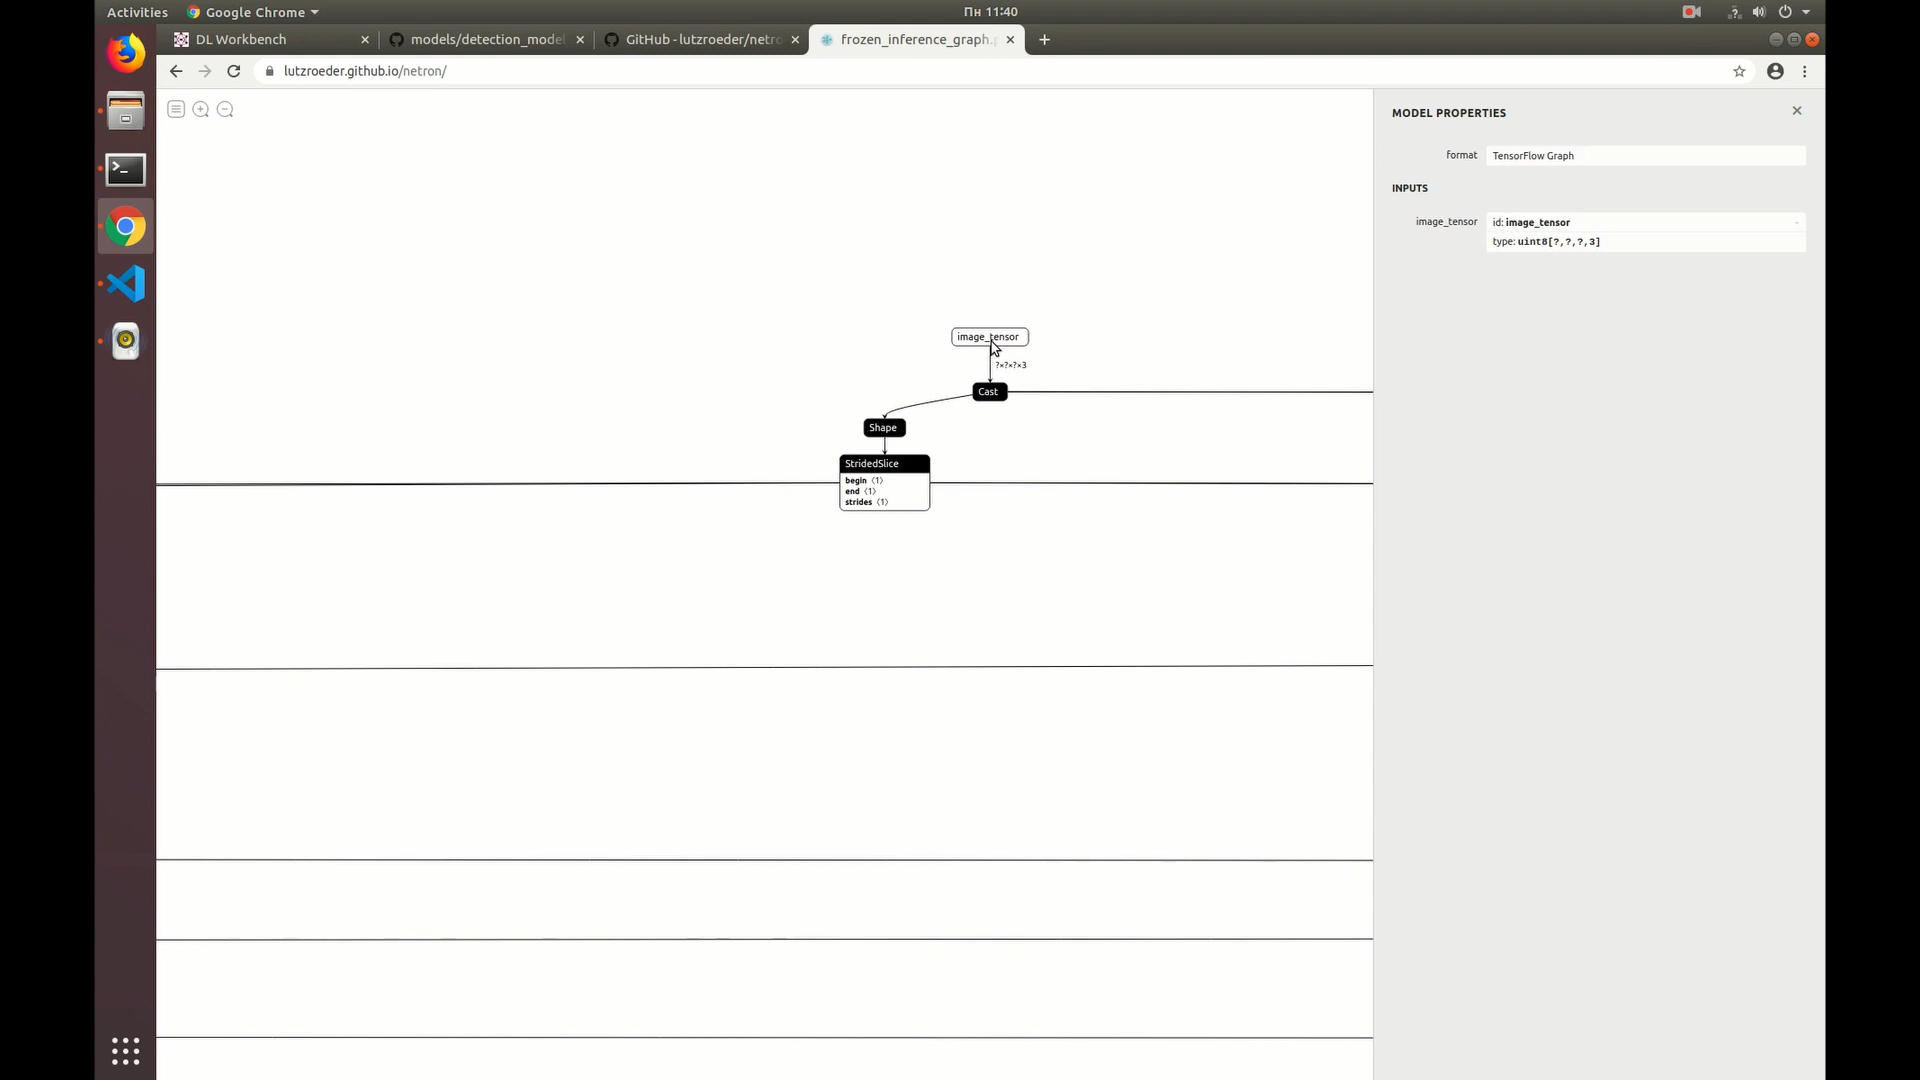 Activities Google Chrome Пн 11:40
DL Workbench models/detection_model GitHub - lutzroeder/netro frozen_inference_graph.p
lutzroeder.github.io/netron/
MODEL PROPERTIES
format TensorFlow Graph
INPUTS
image_tensor id: image_tensor -
type: uint8[?,?,?,3]
image_tensor
?×?×?×3
Cast
Shape
StridedSlice
begin ⟨1⟩
end ⟨1⟩
strides ⟨1⟩